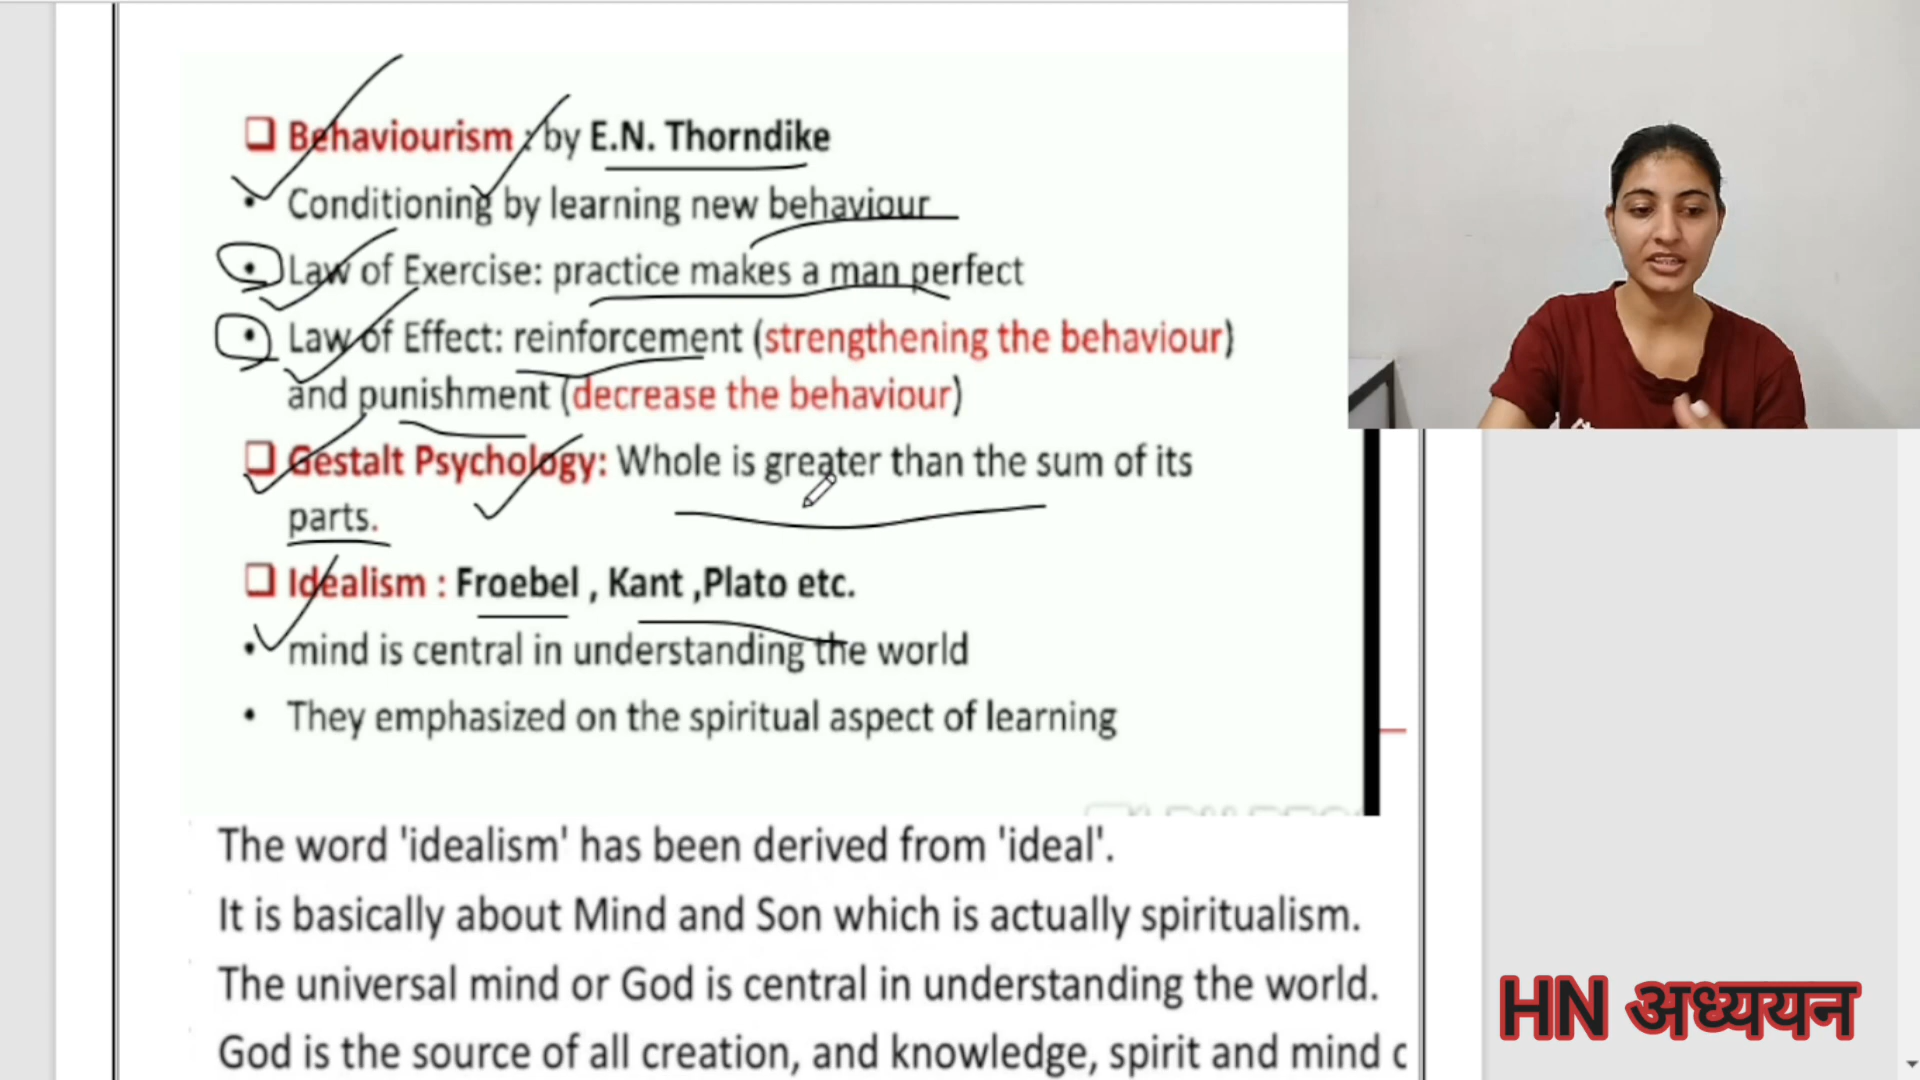 ❑ Behaviourism : by E.N. Thorndike
• Conditioning by learning new behaviour
• Law of Exercise: practice makes a man perfect
• Law of Effect: reinforcement (strengthening the behaviour)
and punishment (decrease the behaviour)
❑ Gestalt Psychology: Whole is greater than the sum of its
parts.
❑ Idealism : Froebel , Kant ,Plato etc.
• mind is central in understanding the world
• They emphasized on the spiritual aspect of learning
The word 'idealism' has been derived from 'ideal'.
It is basically about Mind and Son which is actually spiritualism.
The universal mind or God is central in understanding the world.
God is the source of all creation, and knowledge, spirit and mind
HN अध्ययन